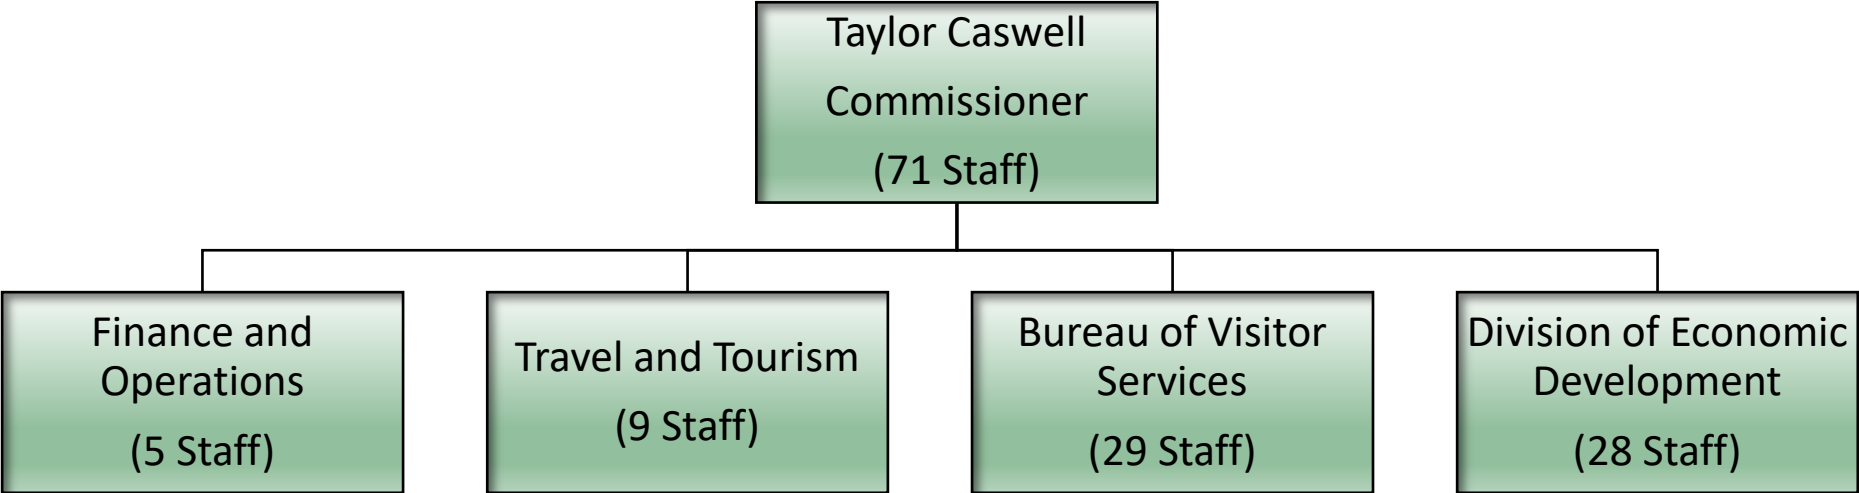 Taylor Caswell
Commissioner
(71 Staff)
Finance and
Operations
(5 Staff)
Travel and Tourism
(9 Staff)
Bureau of Visitor
Services
(29 Staff)
Division of Economic
Development
(28 Staff)